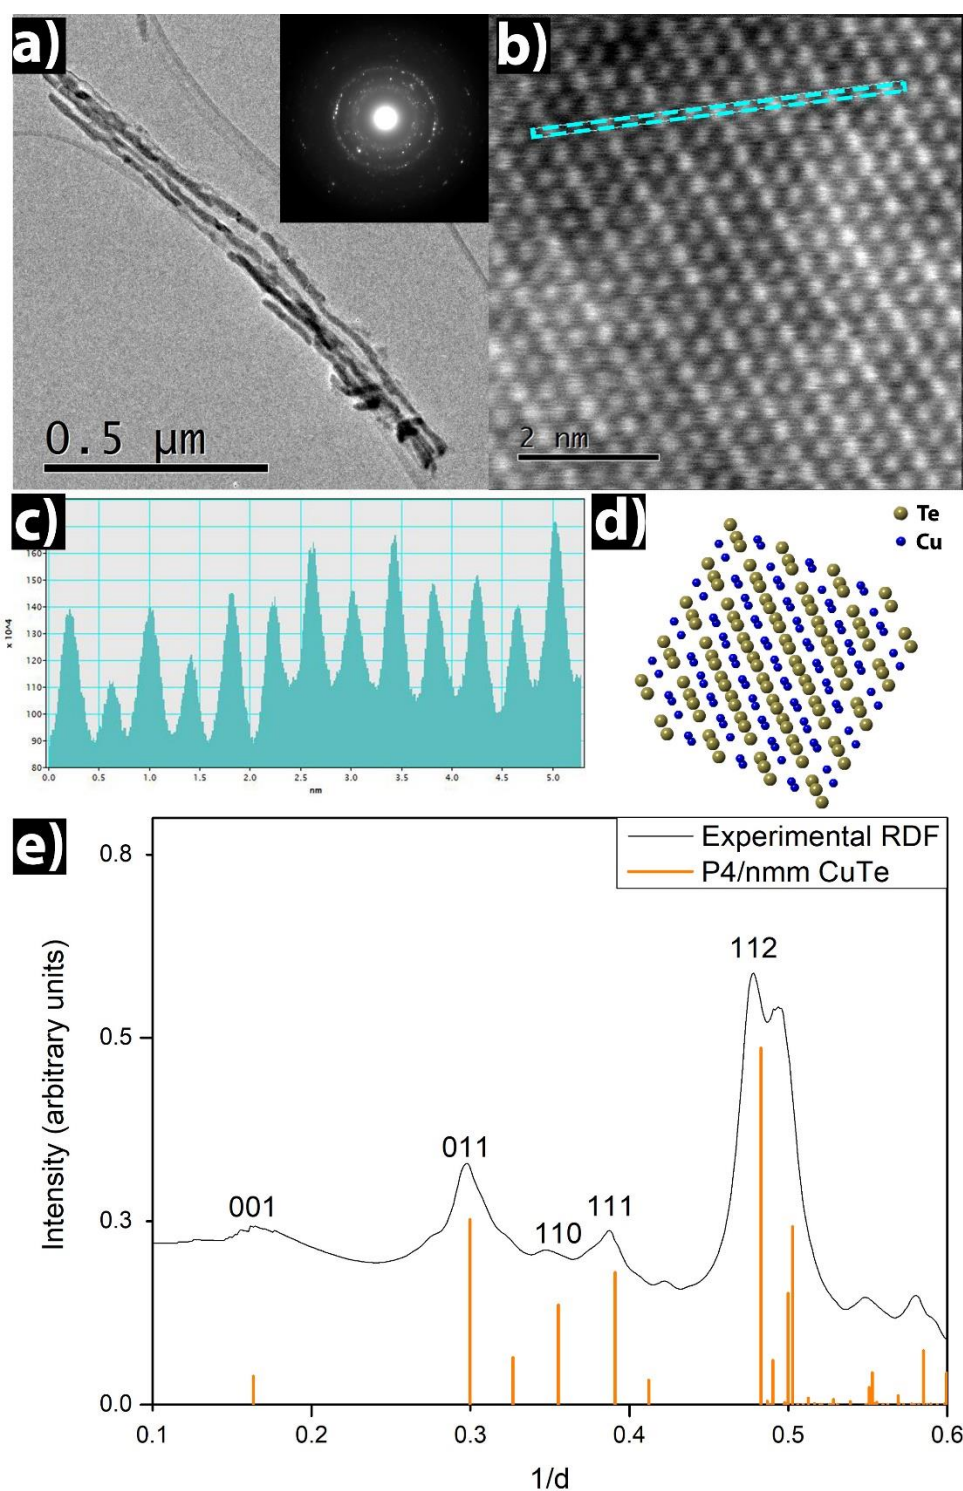 a)
0.5 µm
b)
2 nm
c)
x 10^4
160
150
140
130
120
110
100
90
80
0.0 0.5 1.0 1.5 2.0 2.5 3.0 3.5 4.0 4.5 5.0
nm
d)
Te
Cu
e)
Experimental RDF
P4/nmm CuTe
Intensity (arbitrary units)
0.8
0.5
0.3
0.0
001
011
110
111
112
0.1 0.2 0.3 0.4 0.5 0.6
1/d